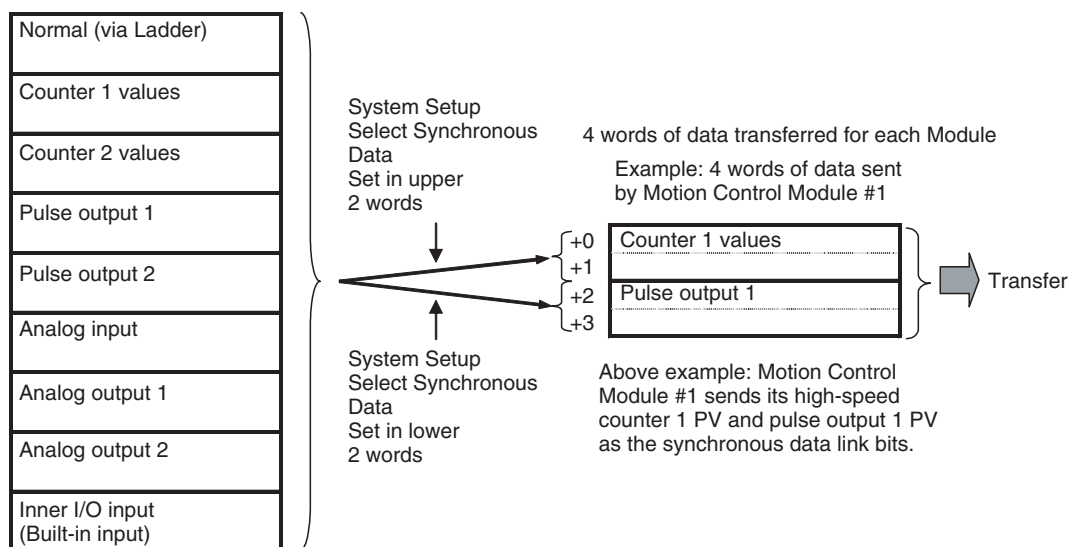 Normal (via Ladder)
Counter 1 values
Counter 2 values
Pulse output 1
Pulse output 2
Analog input
Analog output 1
Analog output 2
Inner I/O input
(Built-in input)
System Setup
Select Synchronous
Data
Set in upper
2 words
System Setup
Select Synchronous
Data
Set in lower
2 words
4 words of data transferred for each Module
Example: 4 words of data sent
by Motion Control Module #1
+0
Counter 1 values
+1
+2
Pulse output 1
+3
Transfer
Above example: Motion Control
Module #1 sends its high-speed
counter 1 PV and pulse output 1 PV
as the synchronous data link bits.